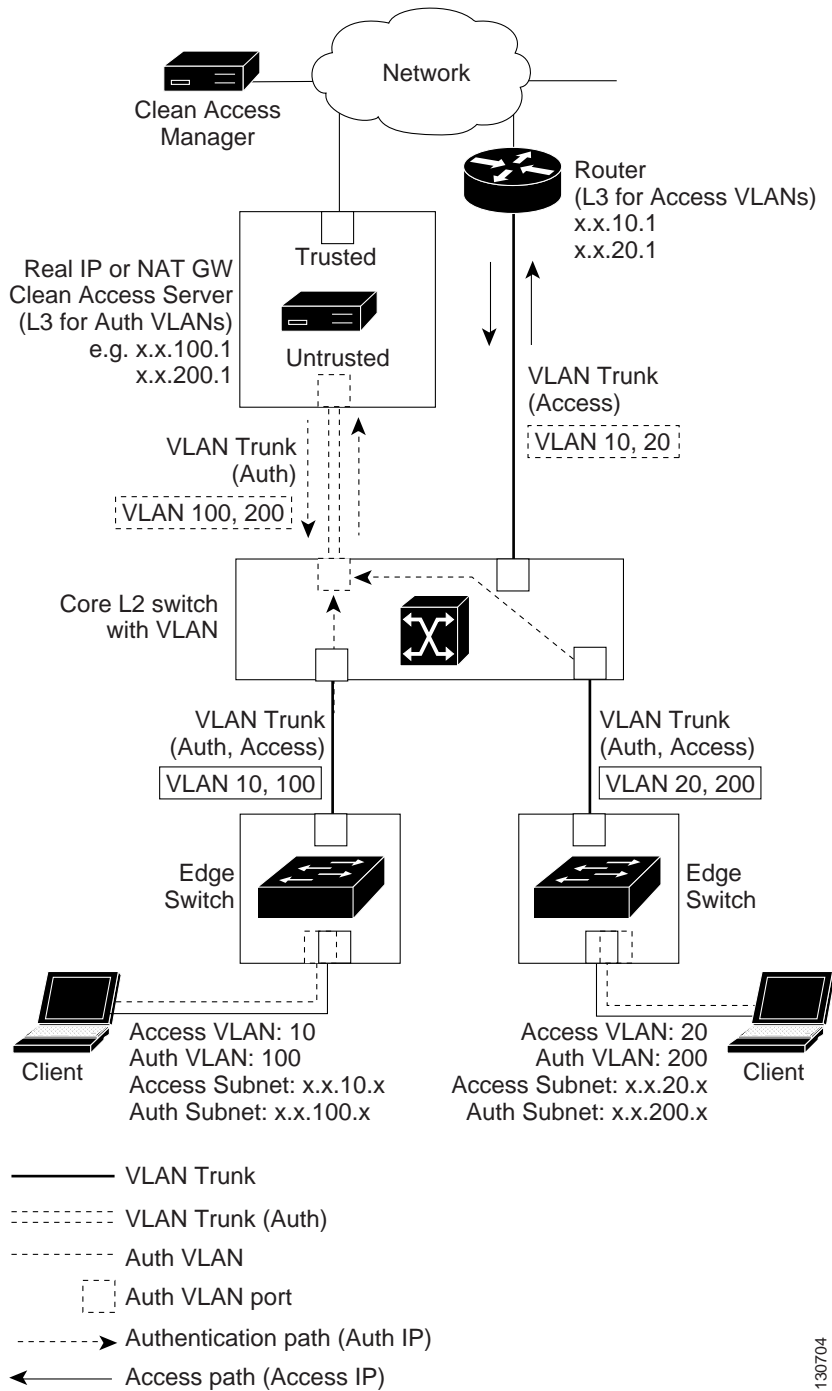 Network
Clean Access
Manager
Router
(L3 for Access VLANs)
x.x.10.1
x.x.20.1
Trusted
Real IP or NAT GW
Clean Access Server
(L3 for Auth VLANs)
e.g. x.x.100.1
x.x.200.1
Untrusted
VLAN Trunk
(Access)
VLAN 10, 20
VLAN Trunk
(Auth)
VLAN 100, 200
Core L2 switch
with VLAN
VLAN Trunk
(Auth, Access)
VLAN 10, 100
VLAN Trunk
(Auth, Access)
VLAN 20, 200
Edge
Switch
Edge
Switch
Client
Access VLAN: 10
Auth VLAN: 100
Access Subnet: x.x.10.x
Auth Subnet: x.x.100.x
Access VLAN: 20
Auth VLAN: 200
Access Subnet: x.x.20.x
Auth Subnet: x.x.200.x
Client
VLAN Trunk
VLAN Trunk (Auth)
Auth VLAN
Auth VLAN port
Authentication path (Auth IP)
Access path (Access IP)
130704